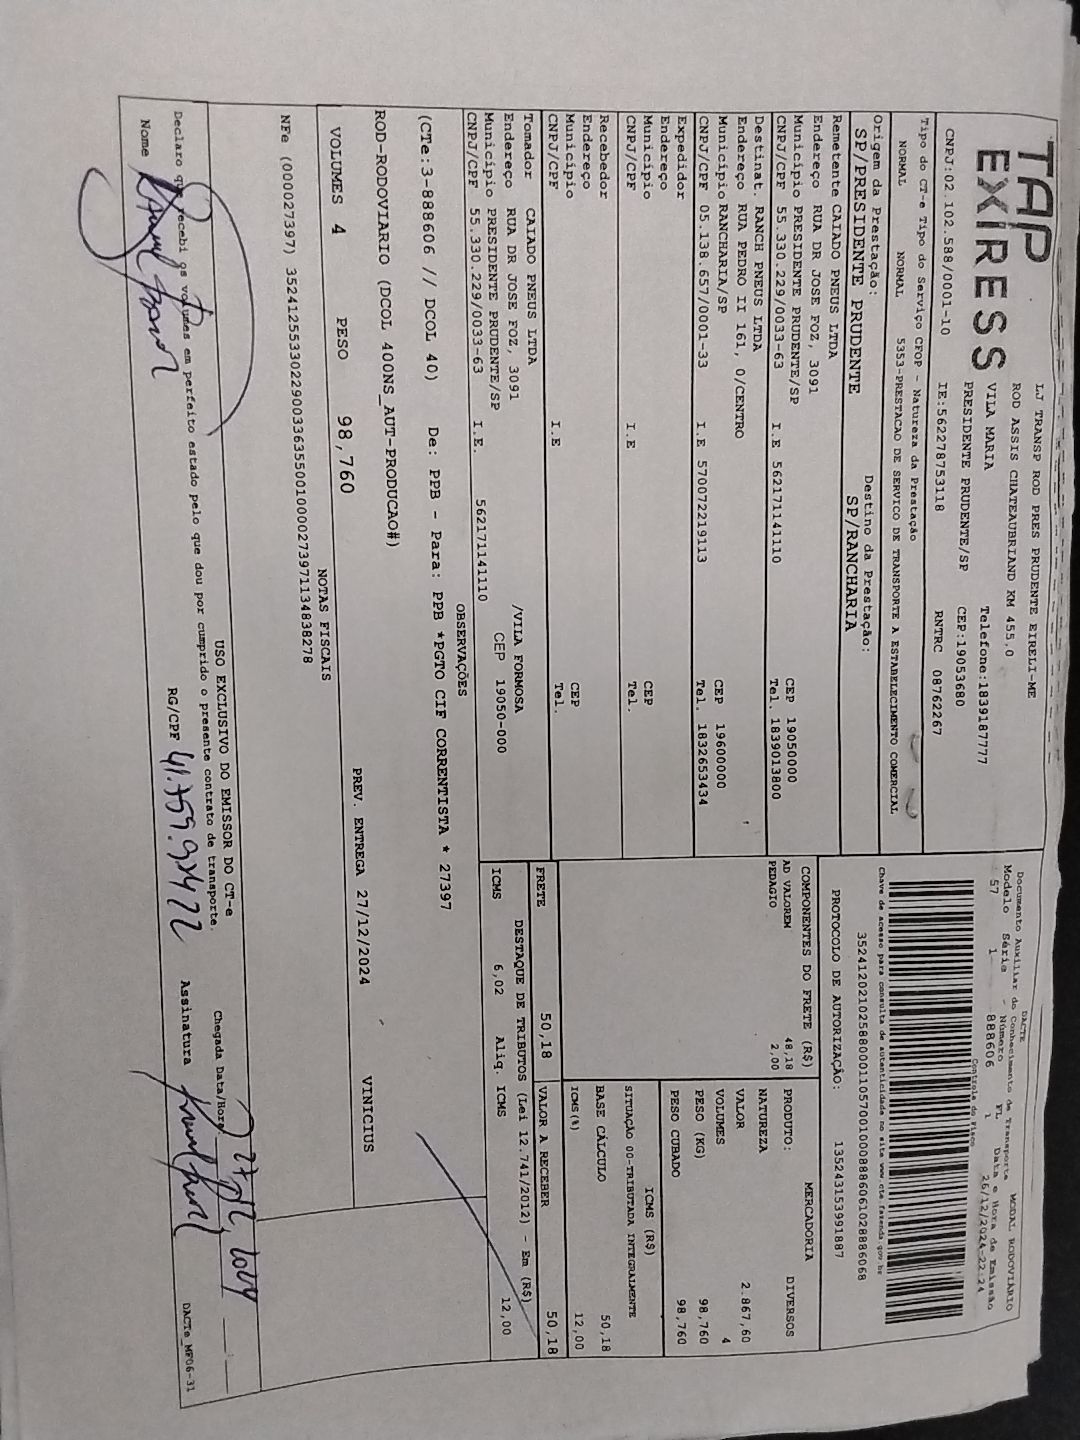 TAP
EXPRESS
LJ TRANSP ROD PRES PRUDENTE EIRELI-ME
ROD ASSIS CHATEAUBRIAND KM 455,0
VILA MARIA Telefone:1839187777
PRESIDENTE PRUDENTE/SP CEP:19053680
CNPJ:02.102.588/0001-10 IE:562278753118 RNTRC 08762267
Tipo do CT-e Tipo do Serviço CFOP - Natureza da Prestação
NORMAL NORMAL 5353-PRESTACAO DE SERVICO DE TRANSPORTE A ESTABELECIMENTO COMERCIAL
Origem da Prestação: Destino da Prestação:
SP/PRESIDENTE PRUDENTE SP/RANCHARIA
Remetente CAIADO PNEUS LTDA
Endereço RUA DR JOSE FOZ, 3091 CEP 19050000
Município PRESIDENTE PRUDENTE/SP Tel. 1839013800
CNPJ/CPF 55.330.229/0033-63 I.E 562171141110
Destinat. RANCH PNEUS LTDA
Endereço RUA PEDRO II 161, 0/CENTRO CEP 19600000
Município RANCHARIA/SP Tel. 1832653434
CNPJ/CPF 05.138.657/0001-33 I.E 570072219113
Expedidor
Endereço CEP
Município Tel.
CNPJ/CPF I.E
Recebedor
Endereço CEP
Município Tel.
CNPJ/CPF I.E
Tomador CAIADO PNEUS LTDA
Endereço RUA DR JOSE FOZ, 3091 /VILA FORMOSA
Município PRESIDENTE PRUDENTE/SP CEP 19050-000
CNPJ/CPF 55.330.229/0033-63 I.E. 562171141110
DACTE MODAL RODOVIÁRIO
Documento Auxiliar do Conhecimento de Transporte
Modelo Série - Número FL Data e Hora de Emissão
57 1 888606 1 26/12/2024-22:24
Controle do Fisco
Chave de acesso para consulta de autenticidade no site www.cte.fazenda.gov.br
35241202102588000110570010008886061028886068
PROTOCOLO DE AUTORIZAÇÃO: 135243153991887
COMPONENTES DO FRETE (R$)
AD VALOREM 48,18
PEDAGIO 2,00
MERCADORIA
PRODUTO: DIVERSOS
NATUREZA
VALOR 2.867,60
VOLUMES 4
PESO (KG) 98,760
PESO CUBADO 98,760
ICMS (R$)
SITUAÇÃO 00-TRIBUTADA INTEGRALMENTE
BASE CÁLCULO 50,18
ICMS(%) 12,00
FRETE 50,18 VALOR A RECEBER 50,18
DESTAQUE DE TRIBUTOS (Lei 12.741/2012) - Em (R$)
ICMS 6,02 Aliq. ICMS 12,00
OBSERVAÇÕES
(CTe:3-888606 // DCOL 40) De: PPB - Para: PPB *PGTO CIF CORRENTISTA * 27397
ROD-RODOVIARIO (DCOL 400NS_AUT-PRODUCAO#)
VOLUMES 4 PESO 98,760 PREV. ENTREGA 27/12/2024 VINICIUS
NOTAS FISCAIS
NFe (000027397) 35241255330229003363550010000273971134838278
USO EXCLUSIVO DO EMISSOR DO CT-e
Declaro que recebi os volumes em perfeito estado pelo que dou por cumprido o presente contrato de transporte.
Chegada Data/Hora
Nome RG/CPF Assinatura
DACTe_MF06-31